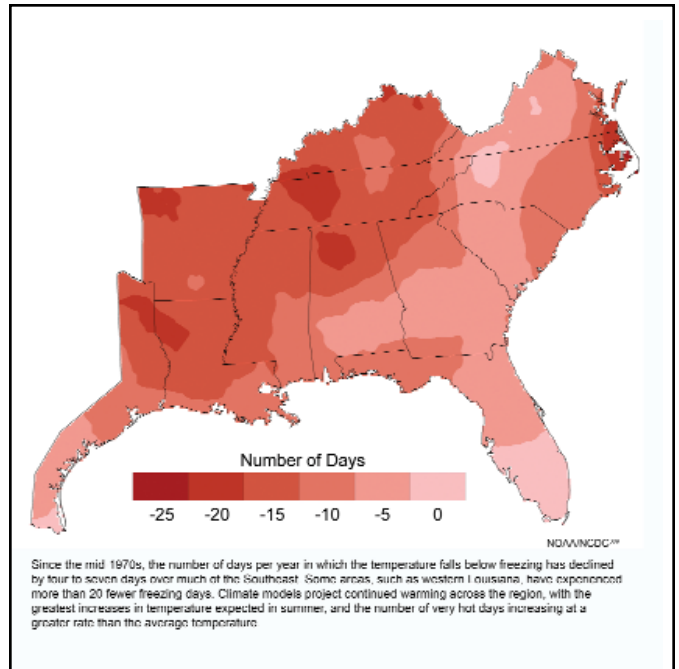 Number of Days
-25 -20 -15 -10 -5 0
NOAA/NCDC
Since the mid 1970s, the number of days per year in which the temperature falls below freezing has declined
by four to seven days over much of the Southeast. Some areas, such as western Louisiana, have experienced
more than 20 fewer freezing days. Climate models project continued warming across the region, with the
greatest increases in temperature expected in summer, and the number of very hot days increasing at a
greater rate than the average temperature.